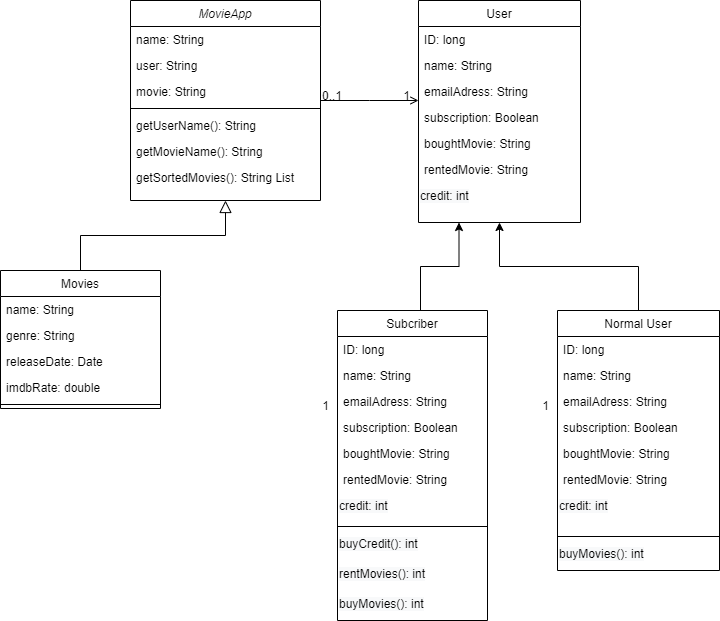 MovieApp
name: String
user: String
movie: String
getUserName(): String
getMovieName(): String
getSortedMovies(): String List
0..1
1
User
ID: long
name: String
emailAdress: String
subscription: Boolean
boughtMovie: String
rentedMovie: String
credit: int
Movies
name: String
genre: String
releaseDate: Date
imdbRate: double
Subcriber
ID: long
name: String
emailAdress: String
subscription: Boolean
boughtMovie: String
rentedMovie: String
credit: int
buyCredit(): int
rentMovies(): int
buyMovies(): int
1
Normal User
ID: long
name: String
emailAdress: String
subscription: Boolean
boughtMovie: String
rentedMovie: String
credit: int
buyMovies(): int
1